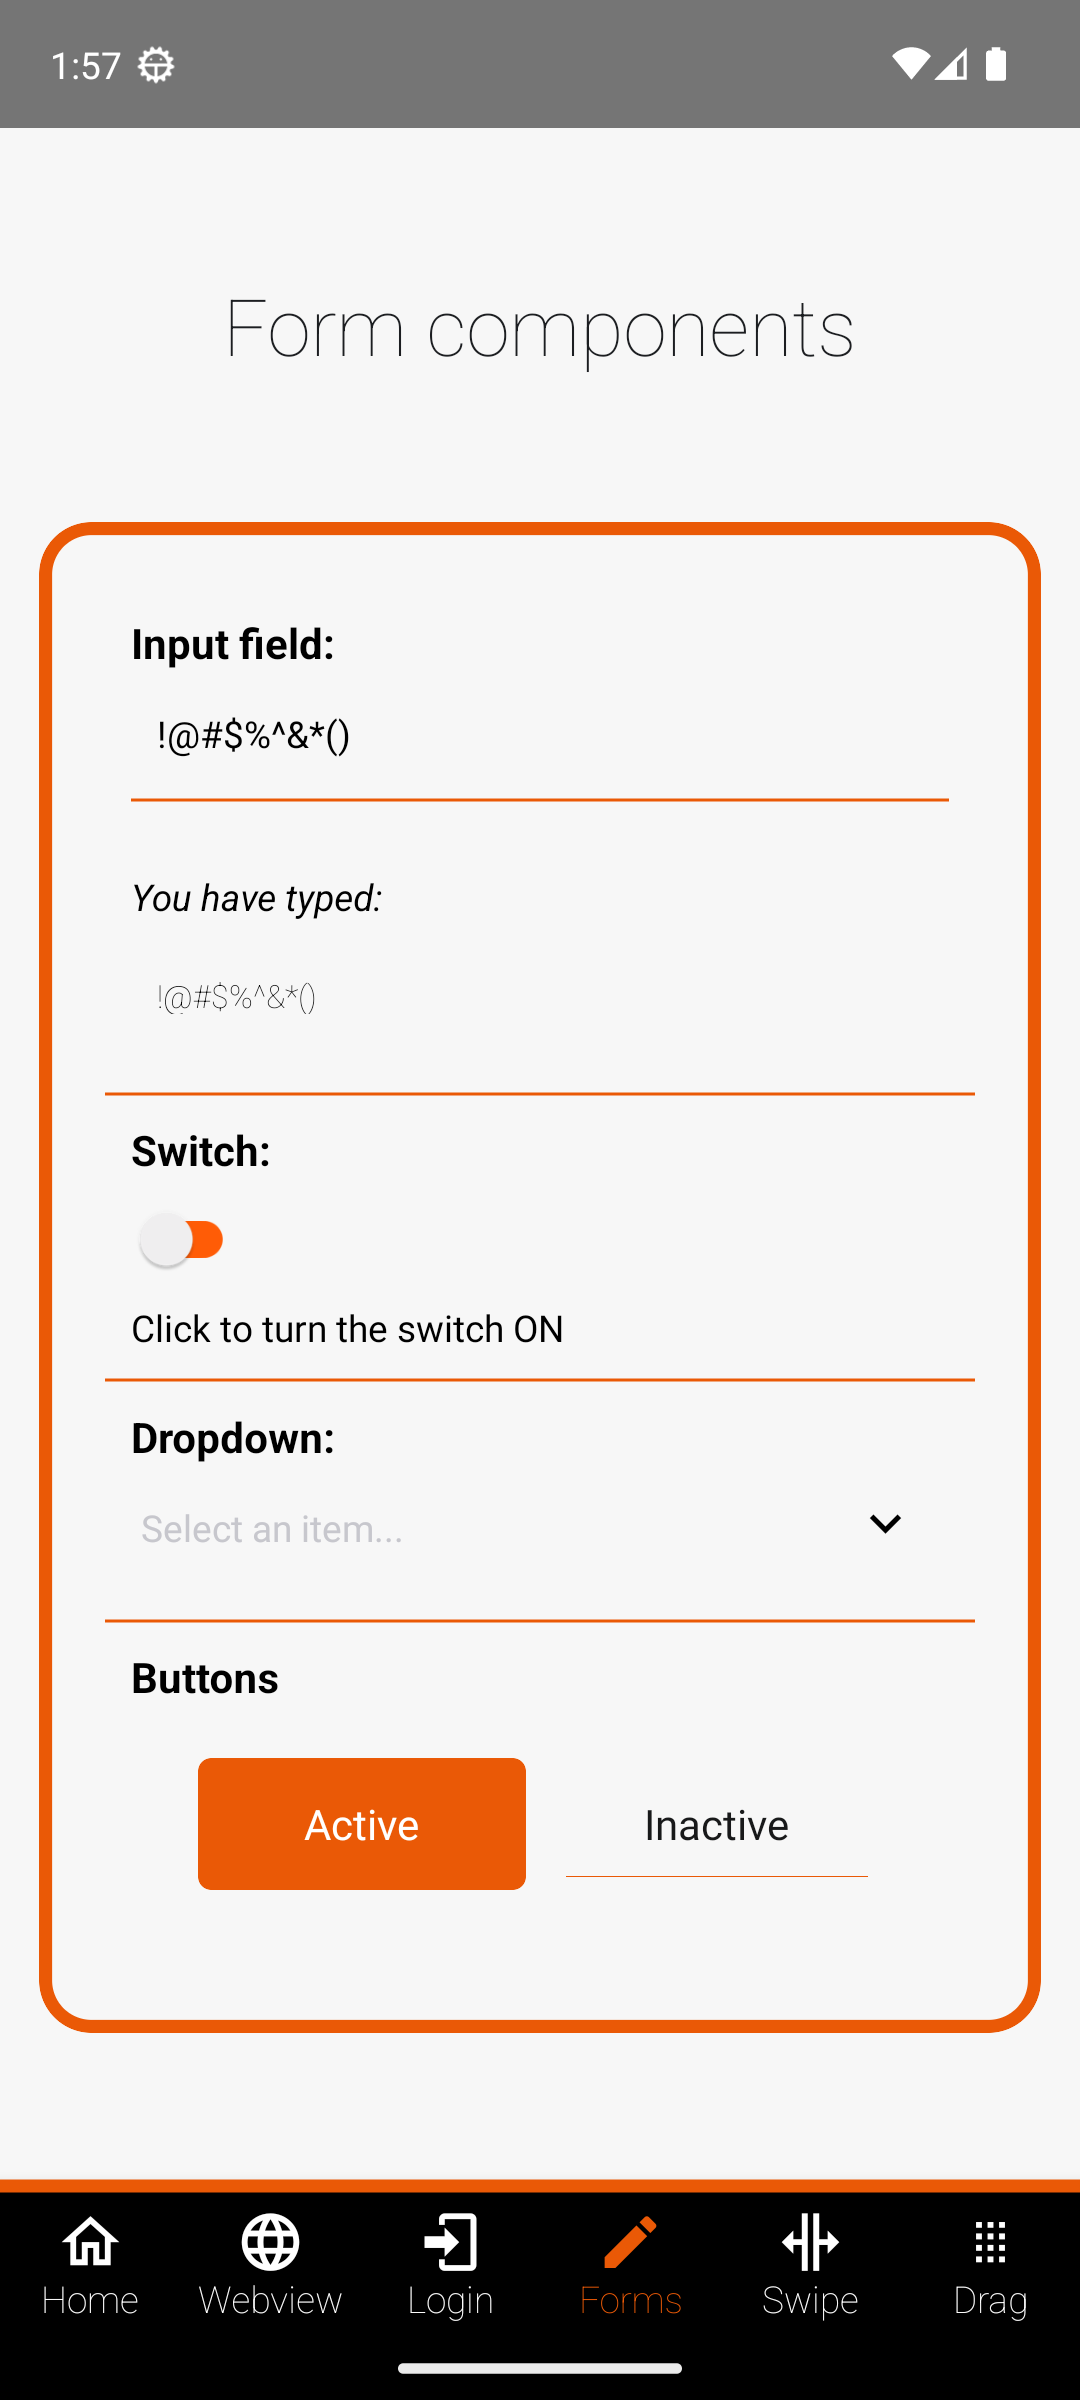 1:57
Form components
Input field:
!@#$%^&*()
You have typed:
!@#$%^&*()
Switch:
Click to turn the switch ON
Dropdown:
Select an item...
Buttons
Active Inactive
Home Webview Login Forms Swipe Drag